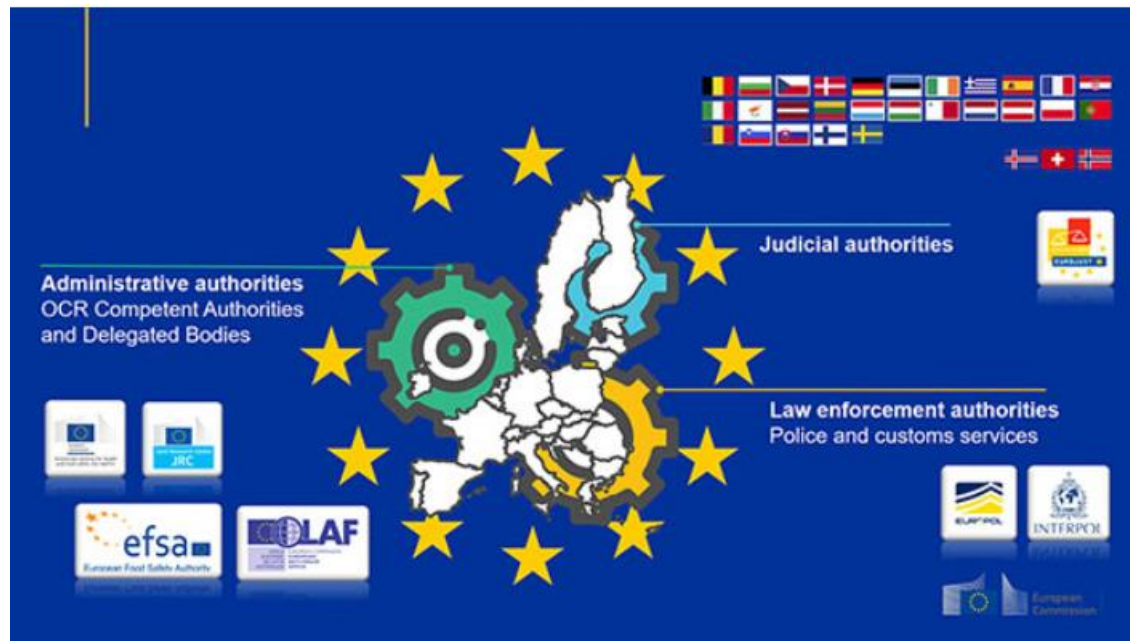 Judicial authorities
EUROJUST
Administrative authorities
OCR Competent Authorities
and Delegated Bodies
Law enforcement authorities
Police and customs services
JRC
efsa
European Food Safety Authority
OLAF
EUROPOL
INTERPOL
European
Commission